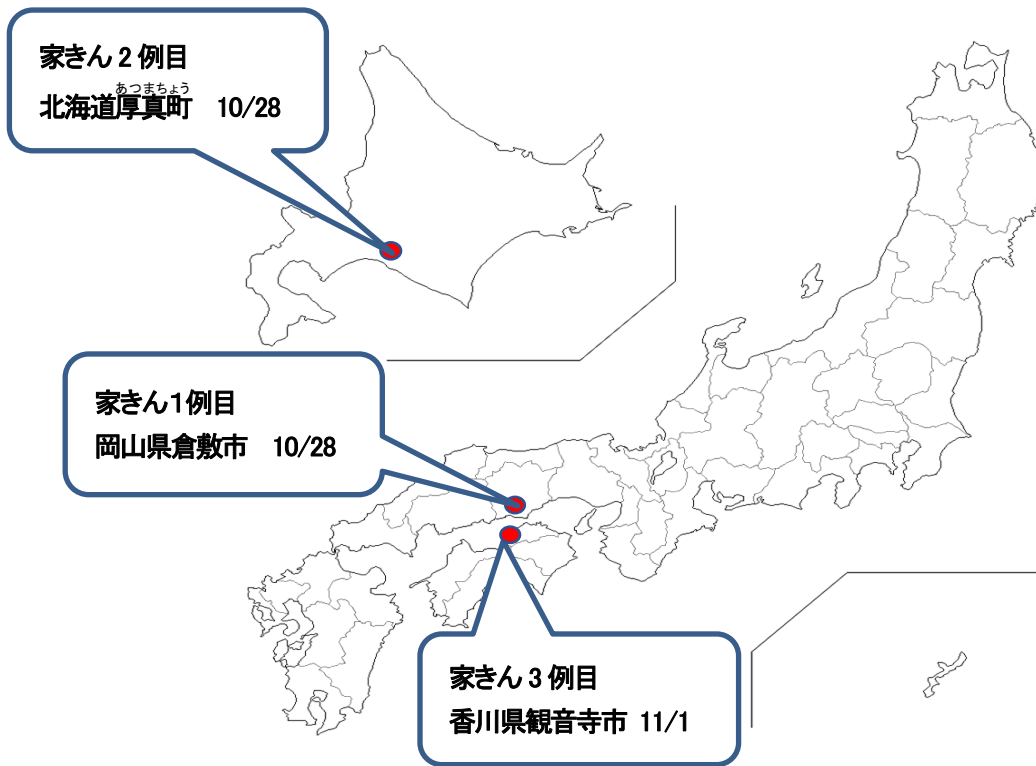 家きん２例目
あつまちょう
北海道厚真町　10/28
家きん１例目
岡山県倉敷市　10/28
家きん３例目
香川県観音寺市 11/1